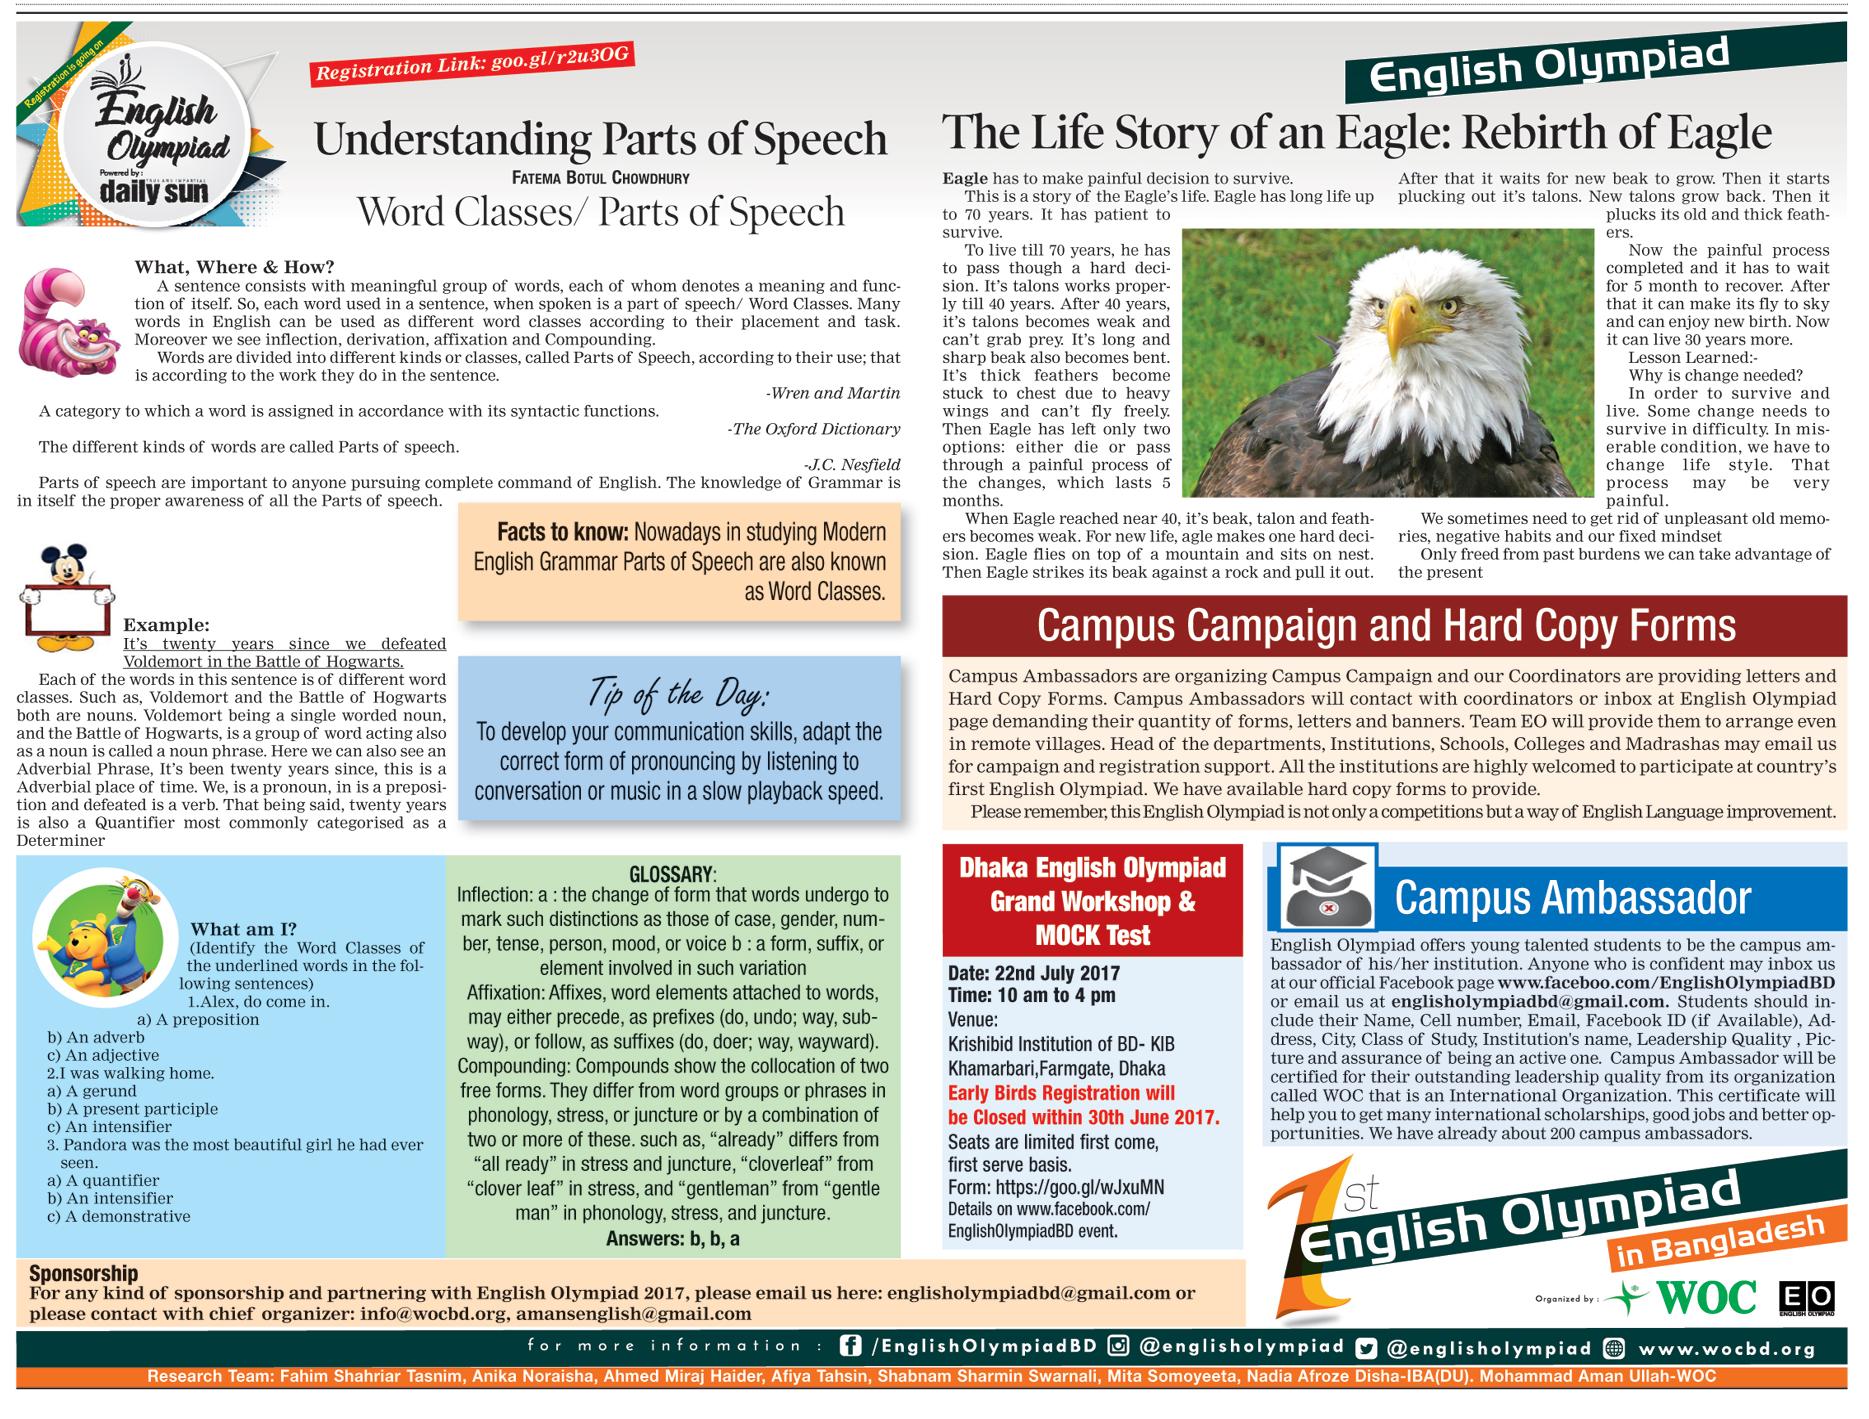 Registration is going on
English
Olympiad
Powered by :
TRUE AND IMPARTIAL
daily sun
Registration Link: goo.gl/r2u3OG
Understanding Parts of Speech
FATEMA BOTUL CHOWDHURY
Word Classes/ Parts of Speech
What, Where & How?
A sentence consists with meaningful group of words, each of whom denotes a meaning and func-
tion of itself. So, each word used in a sentence, when spoken is a part of speech/ Word Classes. Many
words in English can be used as different word classes according to their placement and task.
Moreover we see inflection, derivation, affixation and Compounding.
Words are divided into different kinds or classes, called Parts of Speech, according to their use; that
is according to the work they do in the sentence.
-Wren and Martin
A category to which a word is assigned in accordance with its syntactic functions.
-The Oxford Dictionary
The different kinds of words are called Parts of speech.
-J.C. Nesfield
Parts of speech are important to anyone pursuing complete command of English. The knowledge of Grammar is
in itself the proper awareness of all the Parts of speech.
Facts to know: Nowadays in studying Modern
English Grammar Parts of Speech are also known
as Word Classes.
Example:
It's twenty years since we defeated
Voldemort in the Battle of Hogwarts.
Each of the words in this sentence is of different word
classes. Such as, Voldemort and the Battle of Hogwarts
both are nouns. Voldemort being a single worded noun,
and the Battle of Hogwarts, is a group of word acting also
as a noun is called a noun phrase. Here we can also see an
Adverbial Phrase, It's been twenty years since, this is a
Adverbial place of time. We, is a pronoun, in is a preposi-
tion and defeated is a verb. That being said, twenty years
is also a Quantifier most commonly categorised as a
Determiner
Tip of the Day:
To develop your communication skills, adapt the
correct form of pronouncing by listening to
conversation or music in a slow playback speed.
What am I?
(Identify the Word Classes of
the underlined words in the fol-
lowing sentences)
1.Alex, do come in.
a) A preposition
b) An adverb
c) An adjective
2.I was walking home.
a) A gerund
b) A present participle
c) An intensifier
3. Pandora was the most beautiful girl he had ever
seen.
a) A quantifier
b) An intensifier
c) A demonstrative
GLOSSARY:
Inflection: a : the change of form that words undergo to
mark such distinctions as those of case, gender, num-
ber, tense, person, mood, or voice b : a form, suffix, or
element involved in such variation
Affixation: Affixes, word elements attached to words,
may either precede, as prefixes (do, undo; way, sub-
way), or follow, as suffixes (do, doer; way, wayward).
Compounding: Compounds show the collocation of two
free forms. They differ from word groups or phrases in
phonology, stress, or juncture or by a combination of
two or more of these. such as, "already" differs from
"all ready" in stress and juncture, "cloverleaf" from
"clover leaf" in stress, and "gentleman" from "gentle
man" in phonology, stress, and juncture.
Answers: b, b, a
Sponsorship
For any kind of sponsorship and partnering with English Olympiad 2017, please email us here: englisholympiadbd@gmail.com or
please contact with chief organizer: info@wocbd.org, amansenglish@gmail.com
English Olympiad
The Life Story of an Eagle: Rebirth of Eagle
Eagle has to make painful decision to survive.
This is a story of the Eagle's life. Eagle has long life up
to 70 years. It has patient to
survive.
To live till 70 years, he has
to pass though a hard deci-
sion. It's talons works proper-
ly till 40 years. After 40 years,
it's talons becomes weak and
can't grab prey. It's long and
sharp beak also becomes bent.
It's thick feathers become
stuck to chest due to heavy
wings and can't fly freely.
Then Eagle has left only two
options: either die or pass
through a painful process of
the changes, which lasts 5
months.
When Eagle reached near 40, it's beak, talon and feath-
ers becomes weak. For new life, agle makes one hard deci-
sion. Eagle flies on top of a mountain and sits on nest.
Then Eagle strikes its beak against a rock and pull it out.
After that it waits for new beak to grow. Then it starts
plucking out it's talons. New talons grow back. Then it
plucks its old and thick feath-
ers.
Now the painful process
completed and it has to wait
for 5 month to recover. After
that it can make its fly to sky
and can enjoy new birth. Now
it can live 30 years more.
Lesson Learned:-
Why is change needed?
In order to survive and
live. Some change needs to
survive in difficulty. In mis-
erable condition, we have to
change life style. That
process may be very
painful.
We sometimes need to get rid of unpleasant old memo-
ries, negative habits and our fixed mindset
Only freed from past burdens we can take advantage of
the present
Campus Campaign and Hard Copy Forms
Campus Ambassadors are organizing Campus Campaign and our Coordinators are providing letters and
Hard Copy Forms. Campus Ambassadors will contact with coordinators or inbox at English Olympiad
page demanding their quantity of forms, letters and banners. Team EO will provide them to arrange even
in remote villages. Head of the departments, Institutions, Schools, Colleges and Madrashas may email us
for campaign and registration support. All the institutions are highly welcomed to participate at country's
first English Olympiad. We have available hard copy forms to provide.
Please remember, this English Olympiad is not only a competitions but a way of English Language improvement.
Dhaka English Olympiad
Grand Workshop &
MOCK Test
Date: 22nd July 2017
Time: 10 am to 4 pm
Venue:
Krishibid Institution of BD- KIB
Khamarbari,Farmgate, Dhaka
Early Birds Registration will
be Closed within 30th June 2017.
Seats are limited first come,
first serve basis.
Form: https://goo.gl/wJxuMN
Details on www.facebook.com/
EnglishOlympiadBD event.
Campus Ambassador
English Olympiad offers young talented students to be the campus am-
bassador of his/her institution. Anyone who is confident may inbox us
at our official Facebook page www.faceboo.com/EnglishOlympiadBD
or email us at englisholympiadbd@gmail.com. Students should in-
clude their Name, Cell number, Email, Facebook ID (if Available), Ad-
dress, City, Class of Study, Institution's name, Leadership Quality , Pic-
ture and assurance of being an active one. Campus Ambassador will be
certified for their outstanding leadership quality from its organization
called WOC that is an International Organization. This certificate will
help you to get many international scholarships, good jobs and better op-
portunities. We have already about 200 campus ambassadors.
1st
English Olympiad
in Bangladesh
Organized by :
WOC
EO
ENGLISH OLYMPIAD
for more information : /EnglishOlympiadBD @englisholympiad @englisholympiad www.wocbd.org
Research Team: Fahim Shahriar Tasnim, Anika Noraisha, Ahmed Miraj Haider, Afiya Tahsin, Shabnam Sharmin Swarnali, Mita Somoyeeta, Nadia Afroze Disha-IBA(DU). Mohammad Aman Ullah-WOC